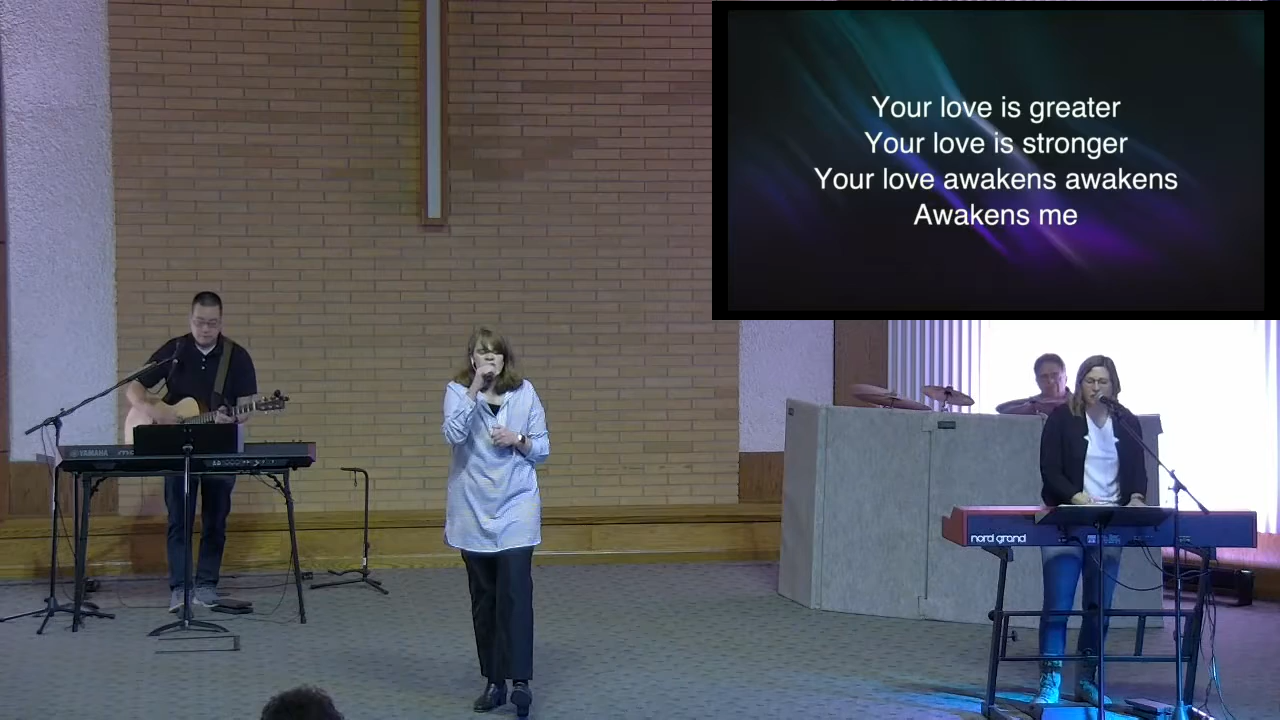 Your love is greater
Your love is stronger
Your love awakens awakens
Awakens me
YAMAHA
nord grand